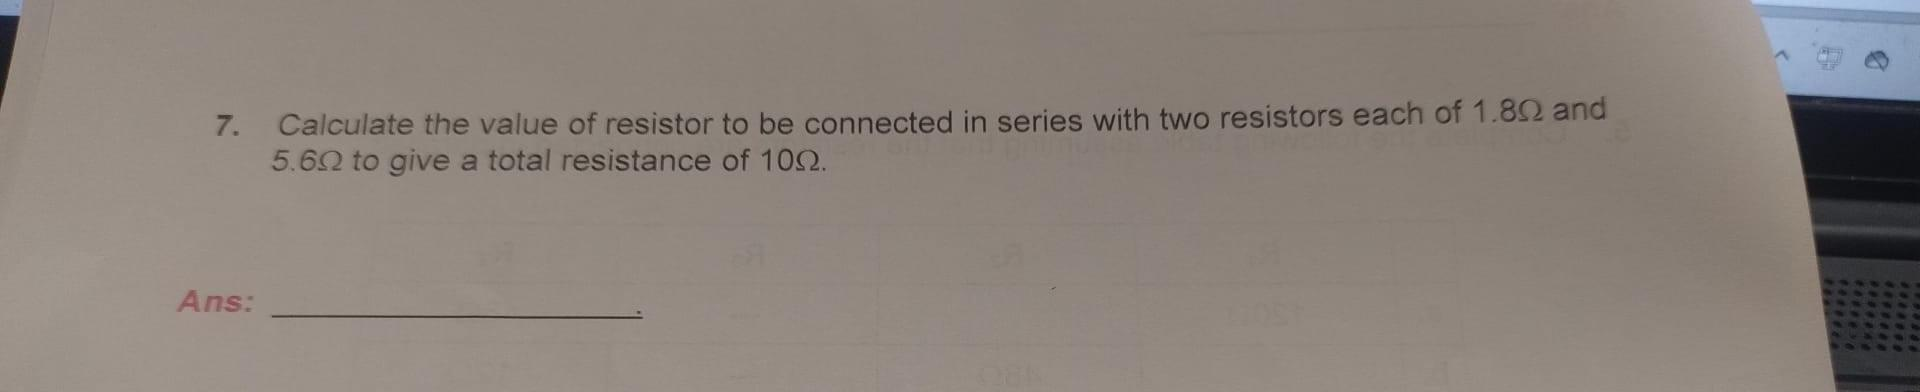 7. Calculate the value of resistor to be connected in series with two resistors each of 1.8Ω and
5.6Ω to give a total resistance of 10Ω.
Ans: ____________________.